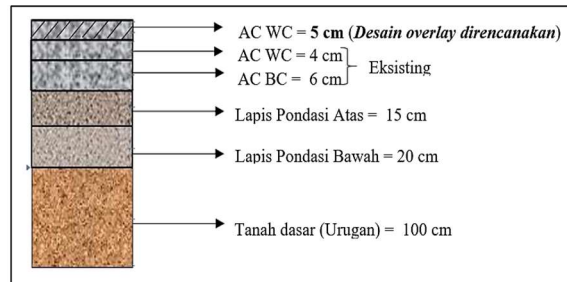 AC WC = 5 cm (Desain overlay direncanakan)
AC WC = 4 cm
AC BC = 6 cm
Eksisting
Lapis Pondasi Atas = 15 cm
Lapis Pondasi Bawah = 20 cm
Tanah dasar (Urugan) = 100 cm